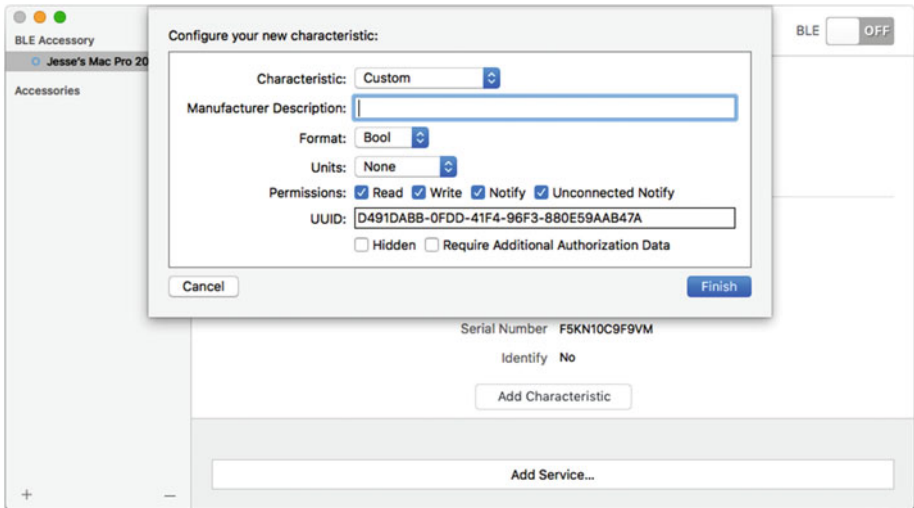 BLE Accessory
Jesse's Mac Pro 20
Accessories
BLE OFF
Configure your new characteristic:
Characteristic: Custom
Manufacturer Description:
Format: Bool
Units: None
Permissions: Read Write Notify Unconnected Notify
UUID: D491DABB-0FDD-41F4-96F3-880E59AAB47A
Hidden Require Additional Authorization Data
Cancel Finish
Serial Number F5KN10C9F9VM
Identify No
Add Characteristic
Add Service...
+ −